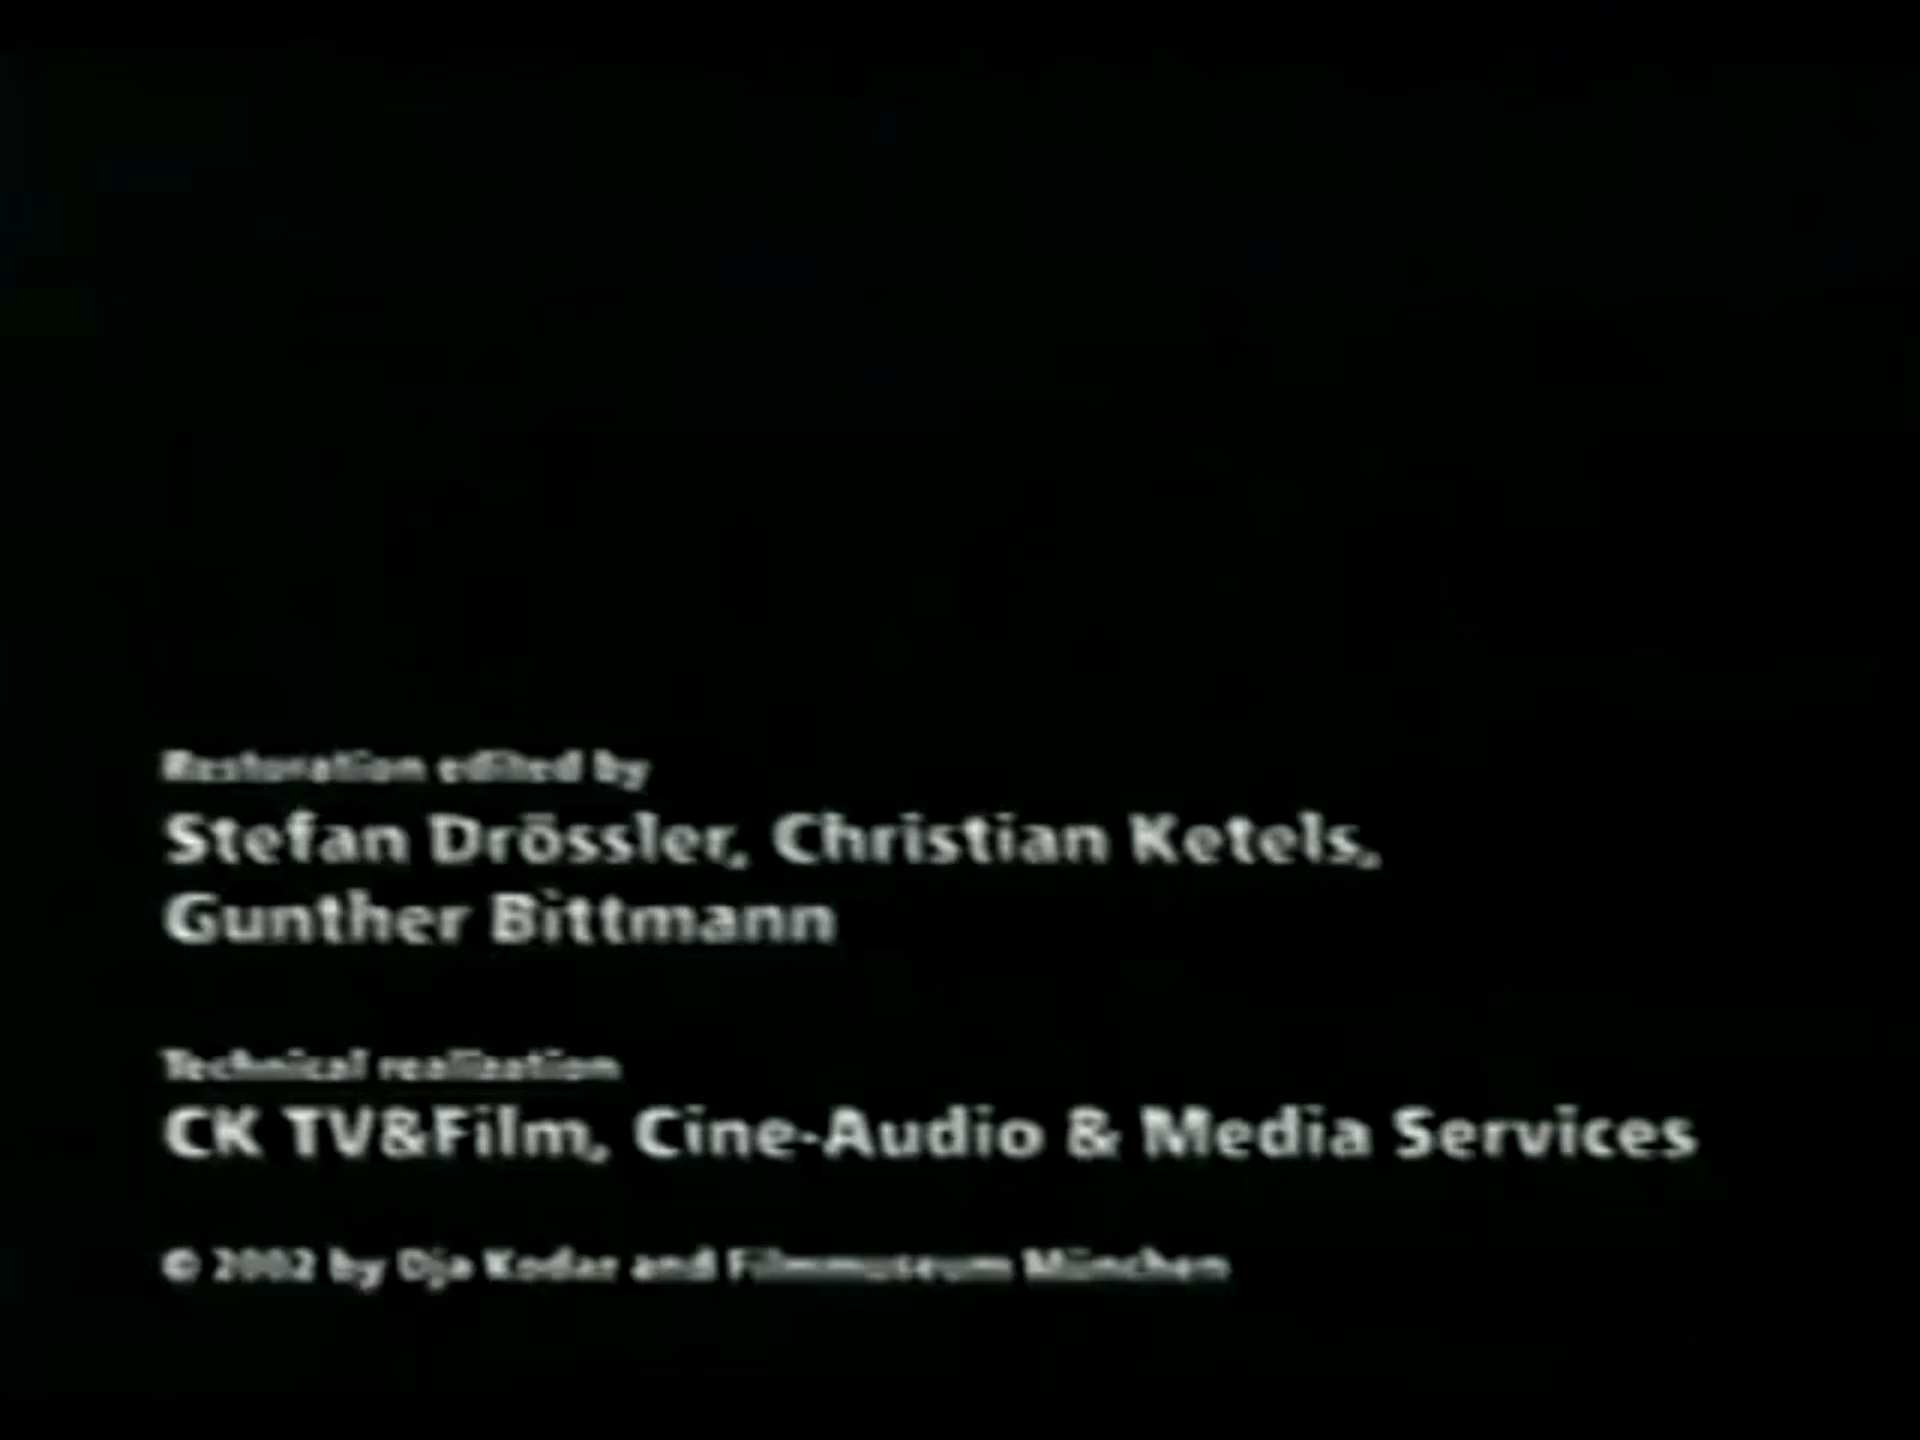 Restoration edited by
Stefan Drössler, Christian Ketels,
Gunther Bittmann
Technical realization
CK TV&Film, Cine-Audio & Media Services
© 2002 by Oja Kodar and Filmmuseum München